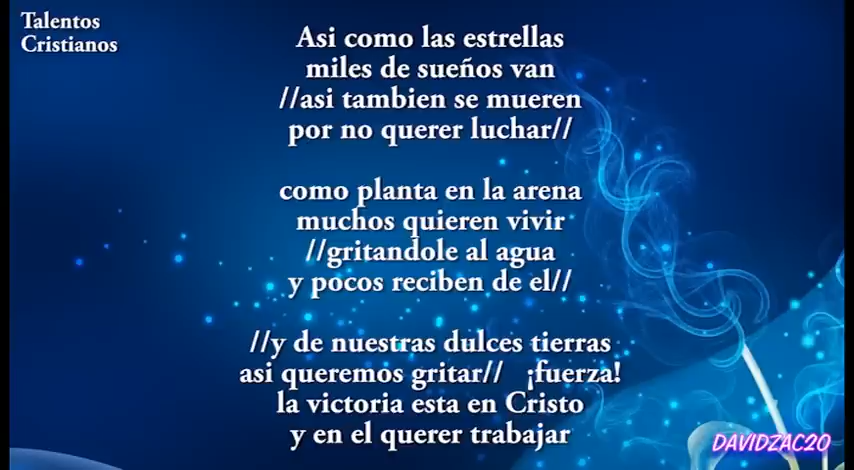 Talentos
Cristianos
Asi como las estrellas
miles de sueños van
//asi tambien se mueren
por no querer luchar//
como planta en la arena
muchos quieren vivir
//gritandole al agua
y pocos reciben de el//
//y de nuestras dulces tierras
asi queremos gritar// ¡fuerza!
la victoria esta en Cristo
y en el querer trabajar
DAVIDZAC20